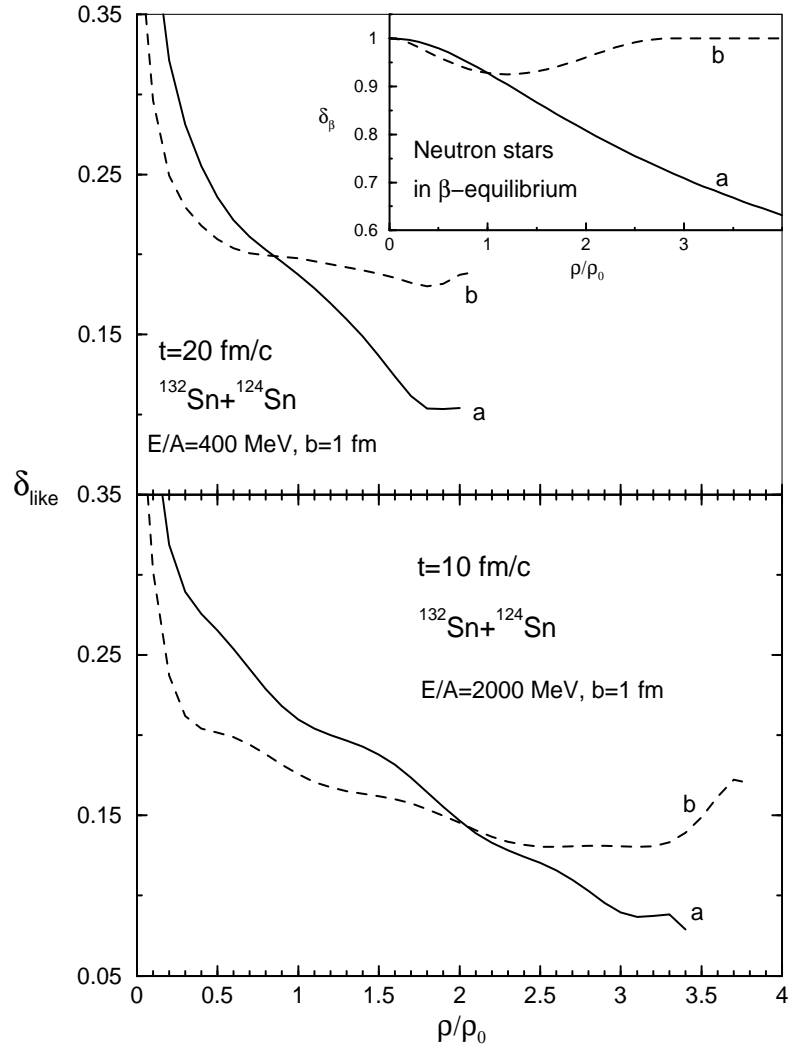 0.35
0.25
0.15
1
0.9
0.8
0.7
0.6
δβ
b
Neutron stars
in β−equilibrium
a
0 1 2 3
ρ/ρ0
b
t=20 fm/c
132Sn+124Sn
a
E/A=400 MeV, b=1 fm
δlike
0.35
t=10 fm/c
132Sn+124Sn
0.25
E/A=2000 MeV, b=1 fm
b
0.15
a
0.05
0 0.5 1 1.5 2 2.5 3 3.5 4
ρ/ρ0